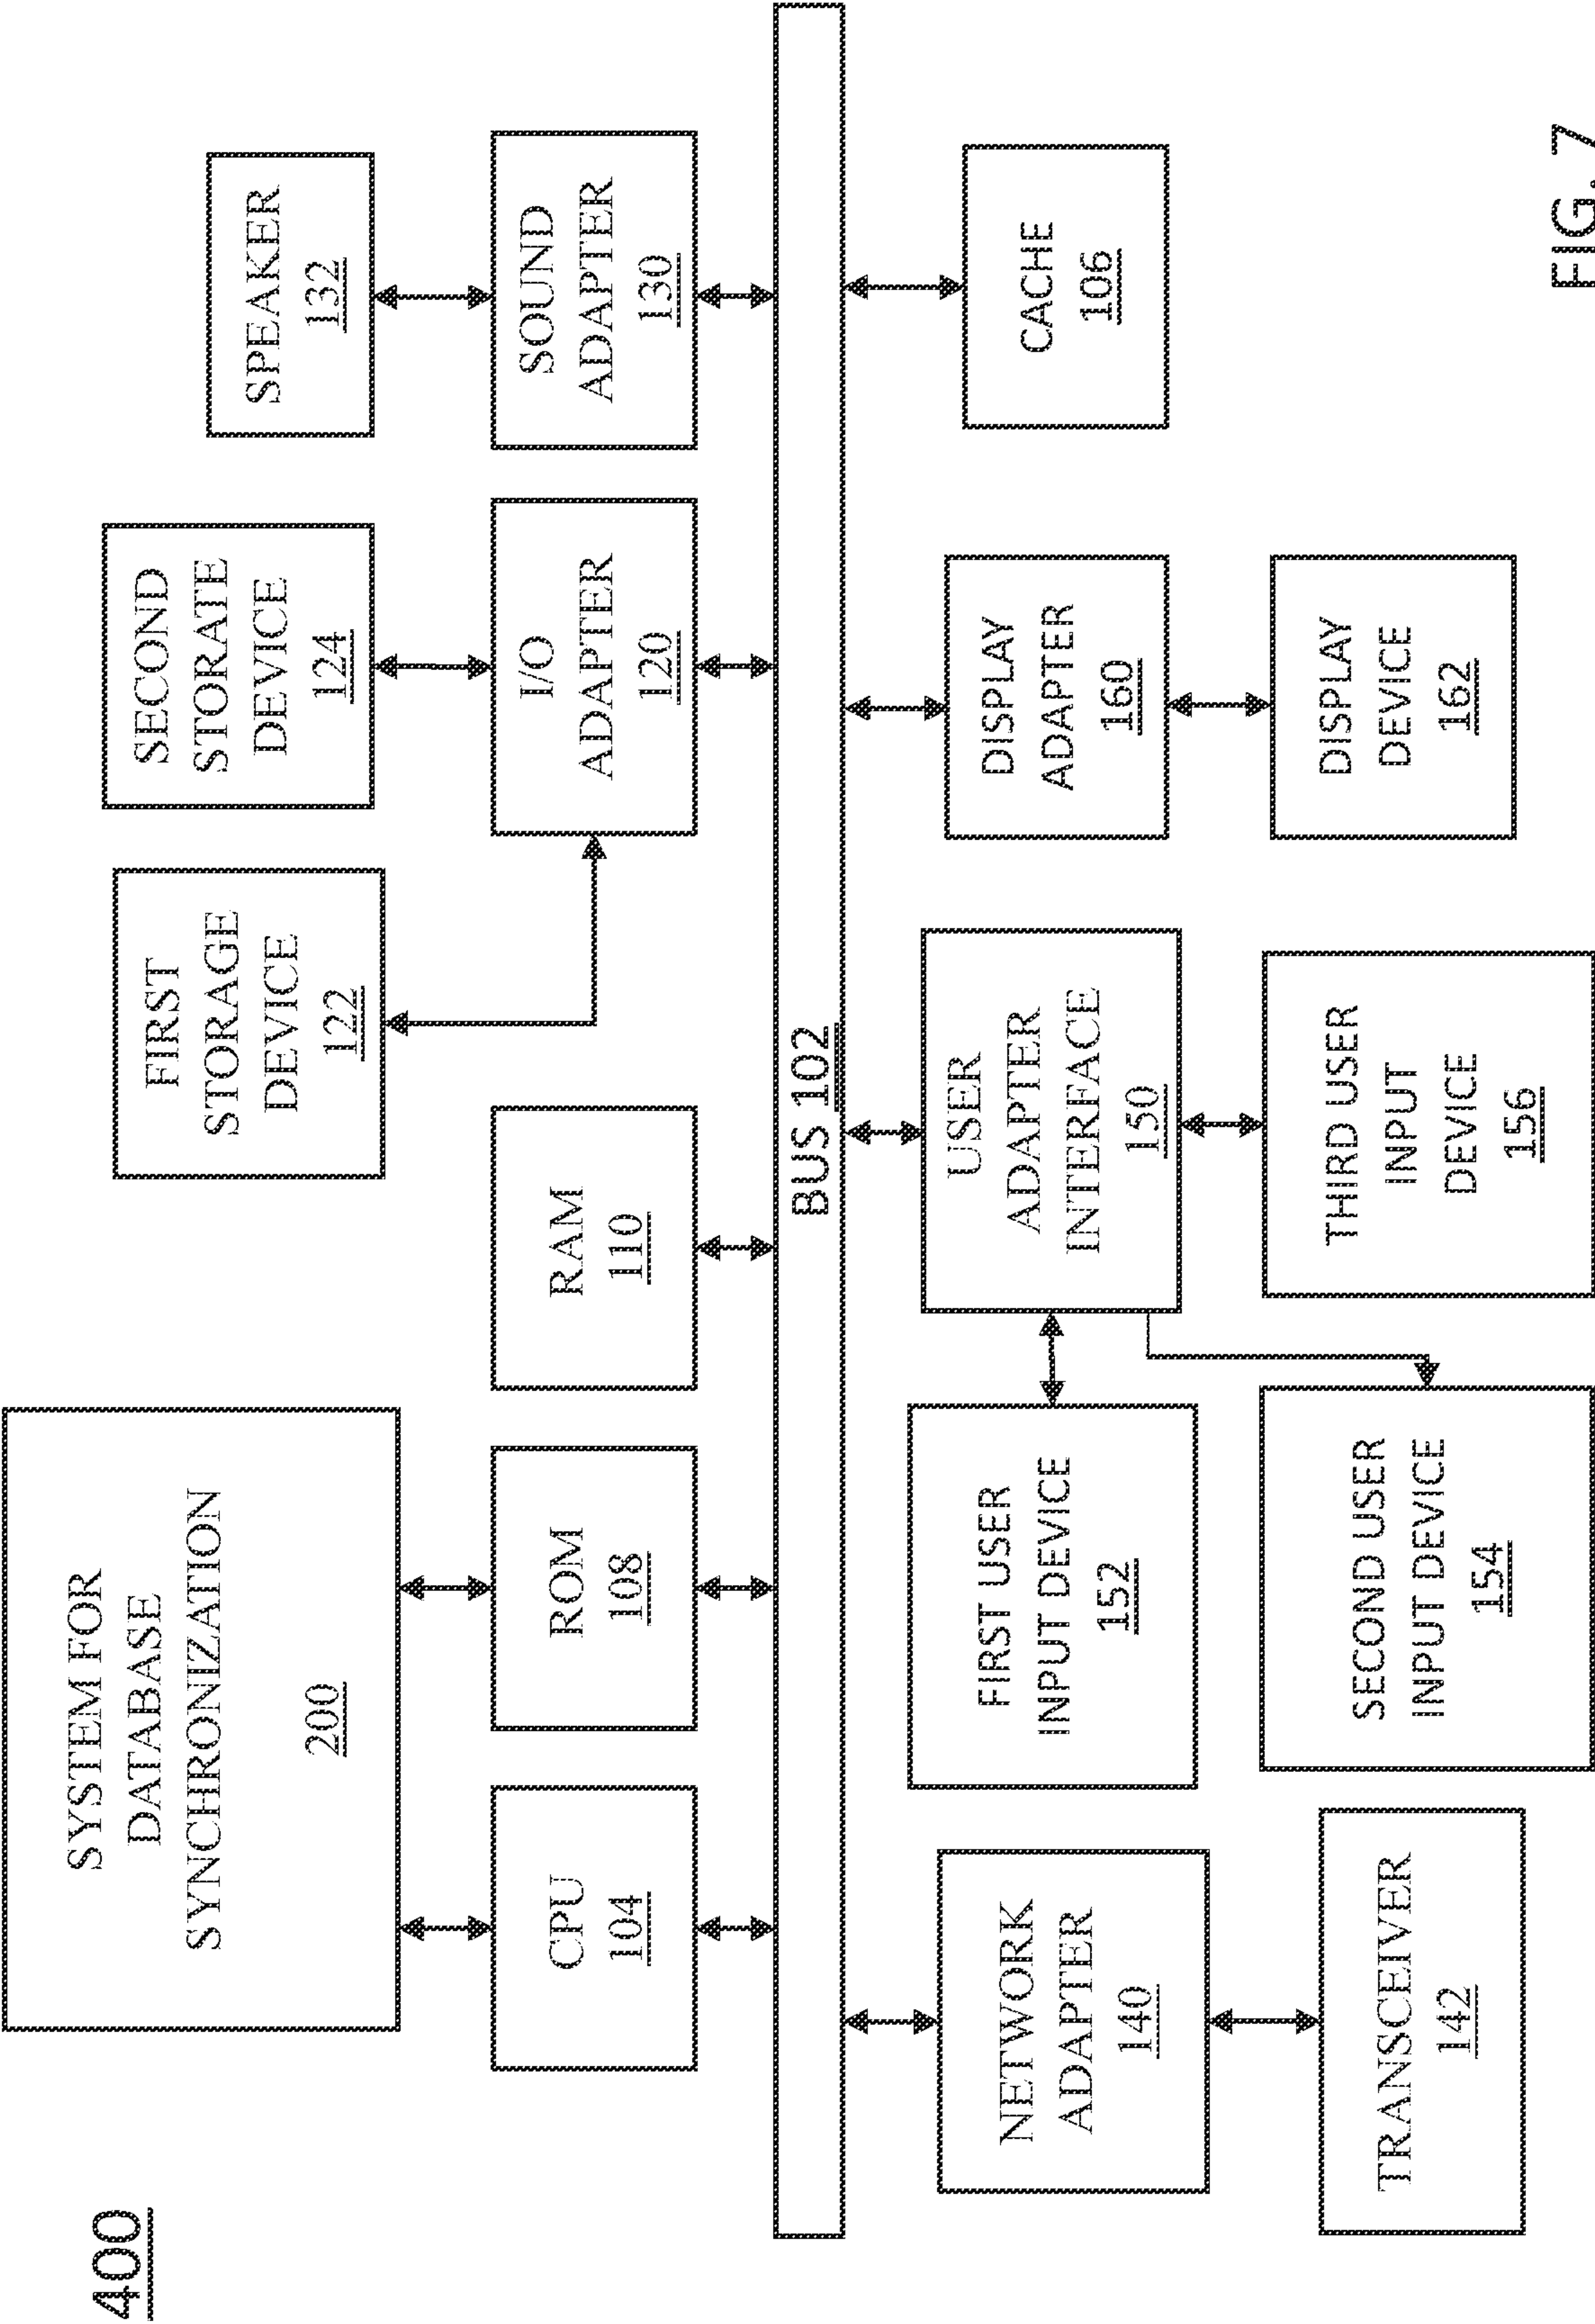 400
SYSTEM FOR
DATABASE
SYNCHRONIZATION
200
FIRST
STORAGE
DEVICE
122
SECOND
STORATE
DEVICE
124
SPEAKER
132
CPU
104
ROM
108
RAM
110
I/O
ADAPTER
120
SOUND
ADAPTER
130
BUS 102
NETWORK
ADAPTER
140
FIRST USER
INPUT DEVICE
152
USER
ADAPTER
INTERFACE
150
DISPLAY
ADAPTER
160
CACHE
106
TRANSCEIVER
142
SECOND USER
INPUT DEVICE
154
THIRD USER
INPUT
DEVICE
156
DISPLAY
DEVICE
162
FIG. 7